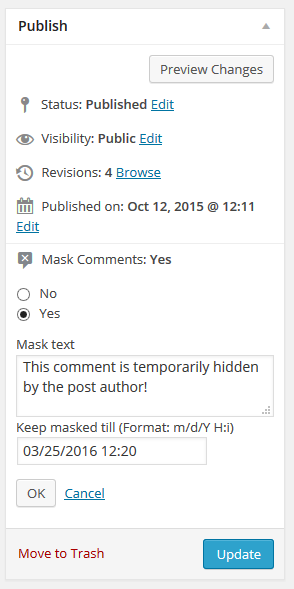 Publish
Preview Changes
Status: Published Edit
Visibility: Public Edit
Revisions: 4 Browse
Published on: Oct 12, 2015 @ 12:11
Edit
Mask Comments: Yes
No
Yes
Mask text
This comment is temporarily hidden
by the post author!
Keep masked till (Format: m/d/Y H:i)
03/25/2016 12:20
OK Cancel
Move to Trash Update